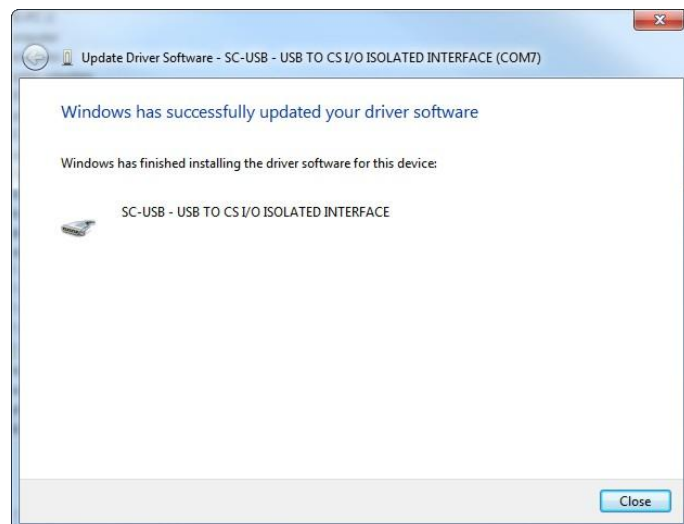 Update Driver Software - SC-USB - USB TO CS I/O ISOLATED INTERFACE (COM7)
Windows has successfully updated your driver software
Windows has finished installing the driver software for this device:
SC-USB - USB TO CS I/O ISOLATED INTERFACE
Close